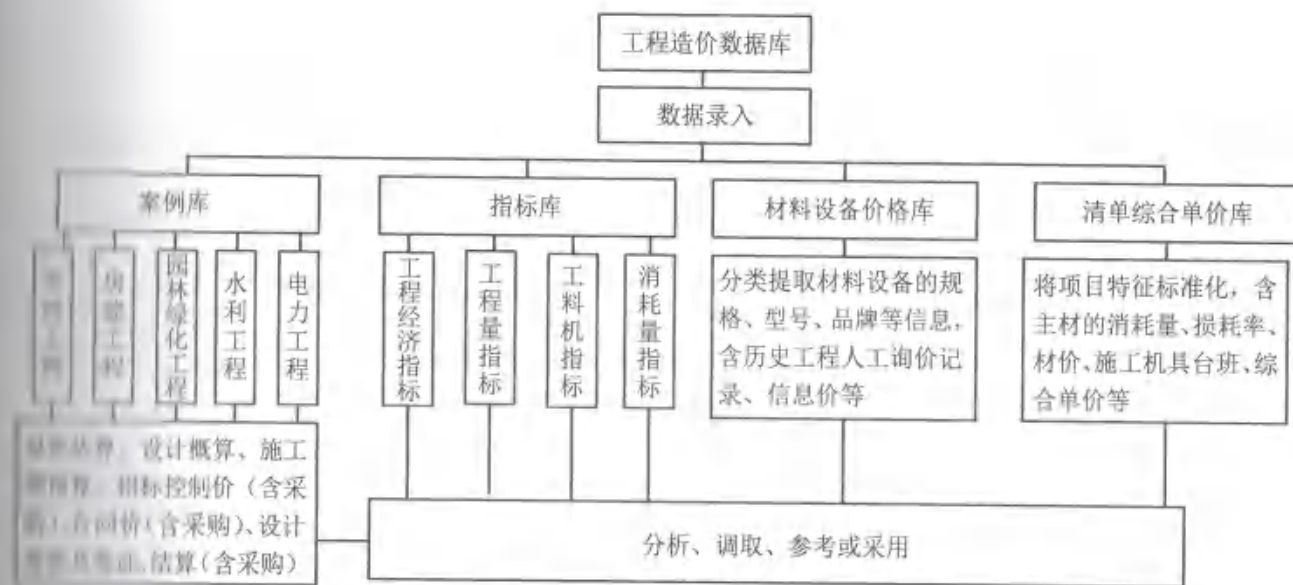 工程造价数据库
数据录入
案例库
指标库
材料设备价格库
清单综合单价库
房建工程
园林绿化工程
水利工程
电力工程
工程经济指标
工程量指标
工料机指标
消耗量指标
分类提取材料设备的规
格、型号、品牌等信息,
含历史工程人工询价记
录、信息价等
将项目特征标准化，含
主材的消耗量、损耗率、
材价、施工机具台班、综
合单价等
设计概算、施工
招标控制价（含采
合同价(含采购)、设计
结算(含采购)
分析、调取、参考或采用